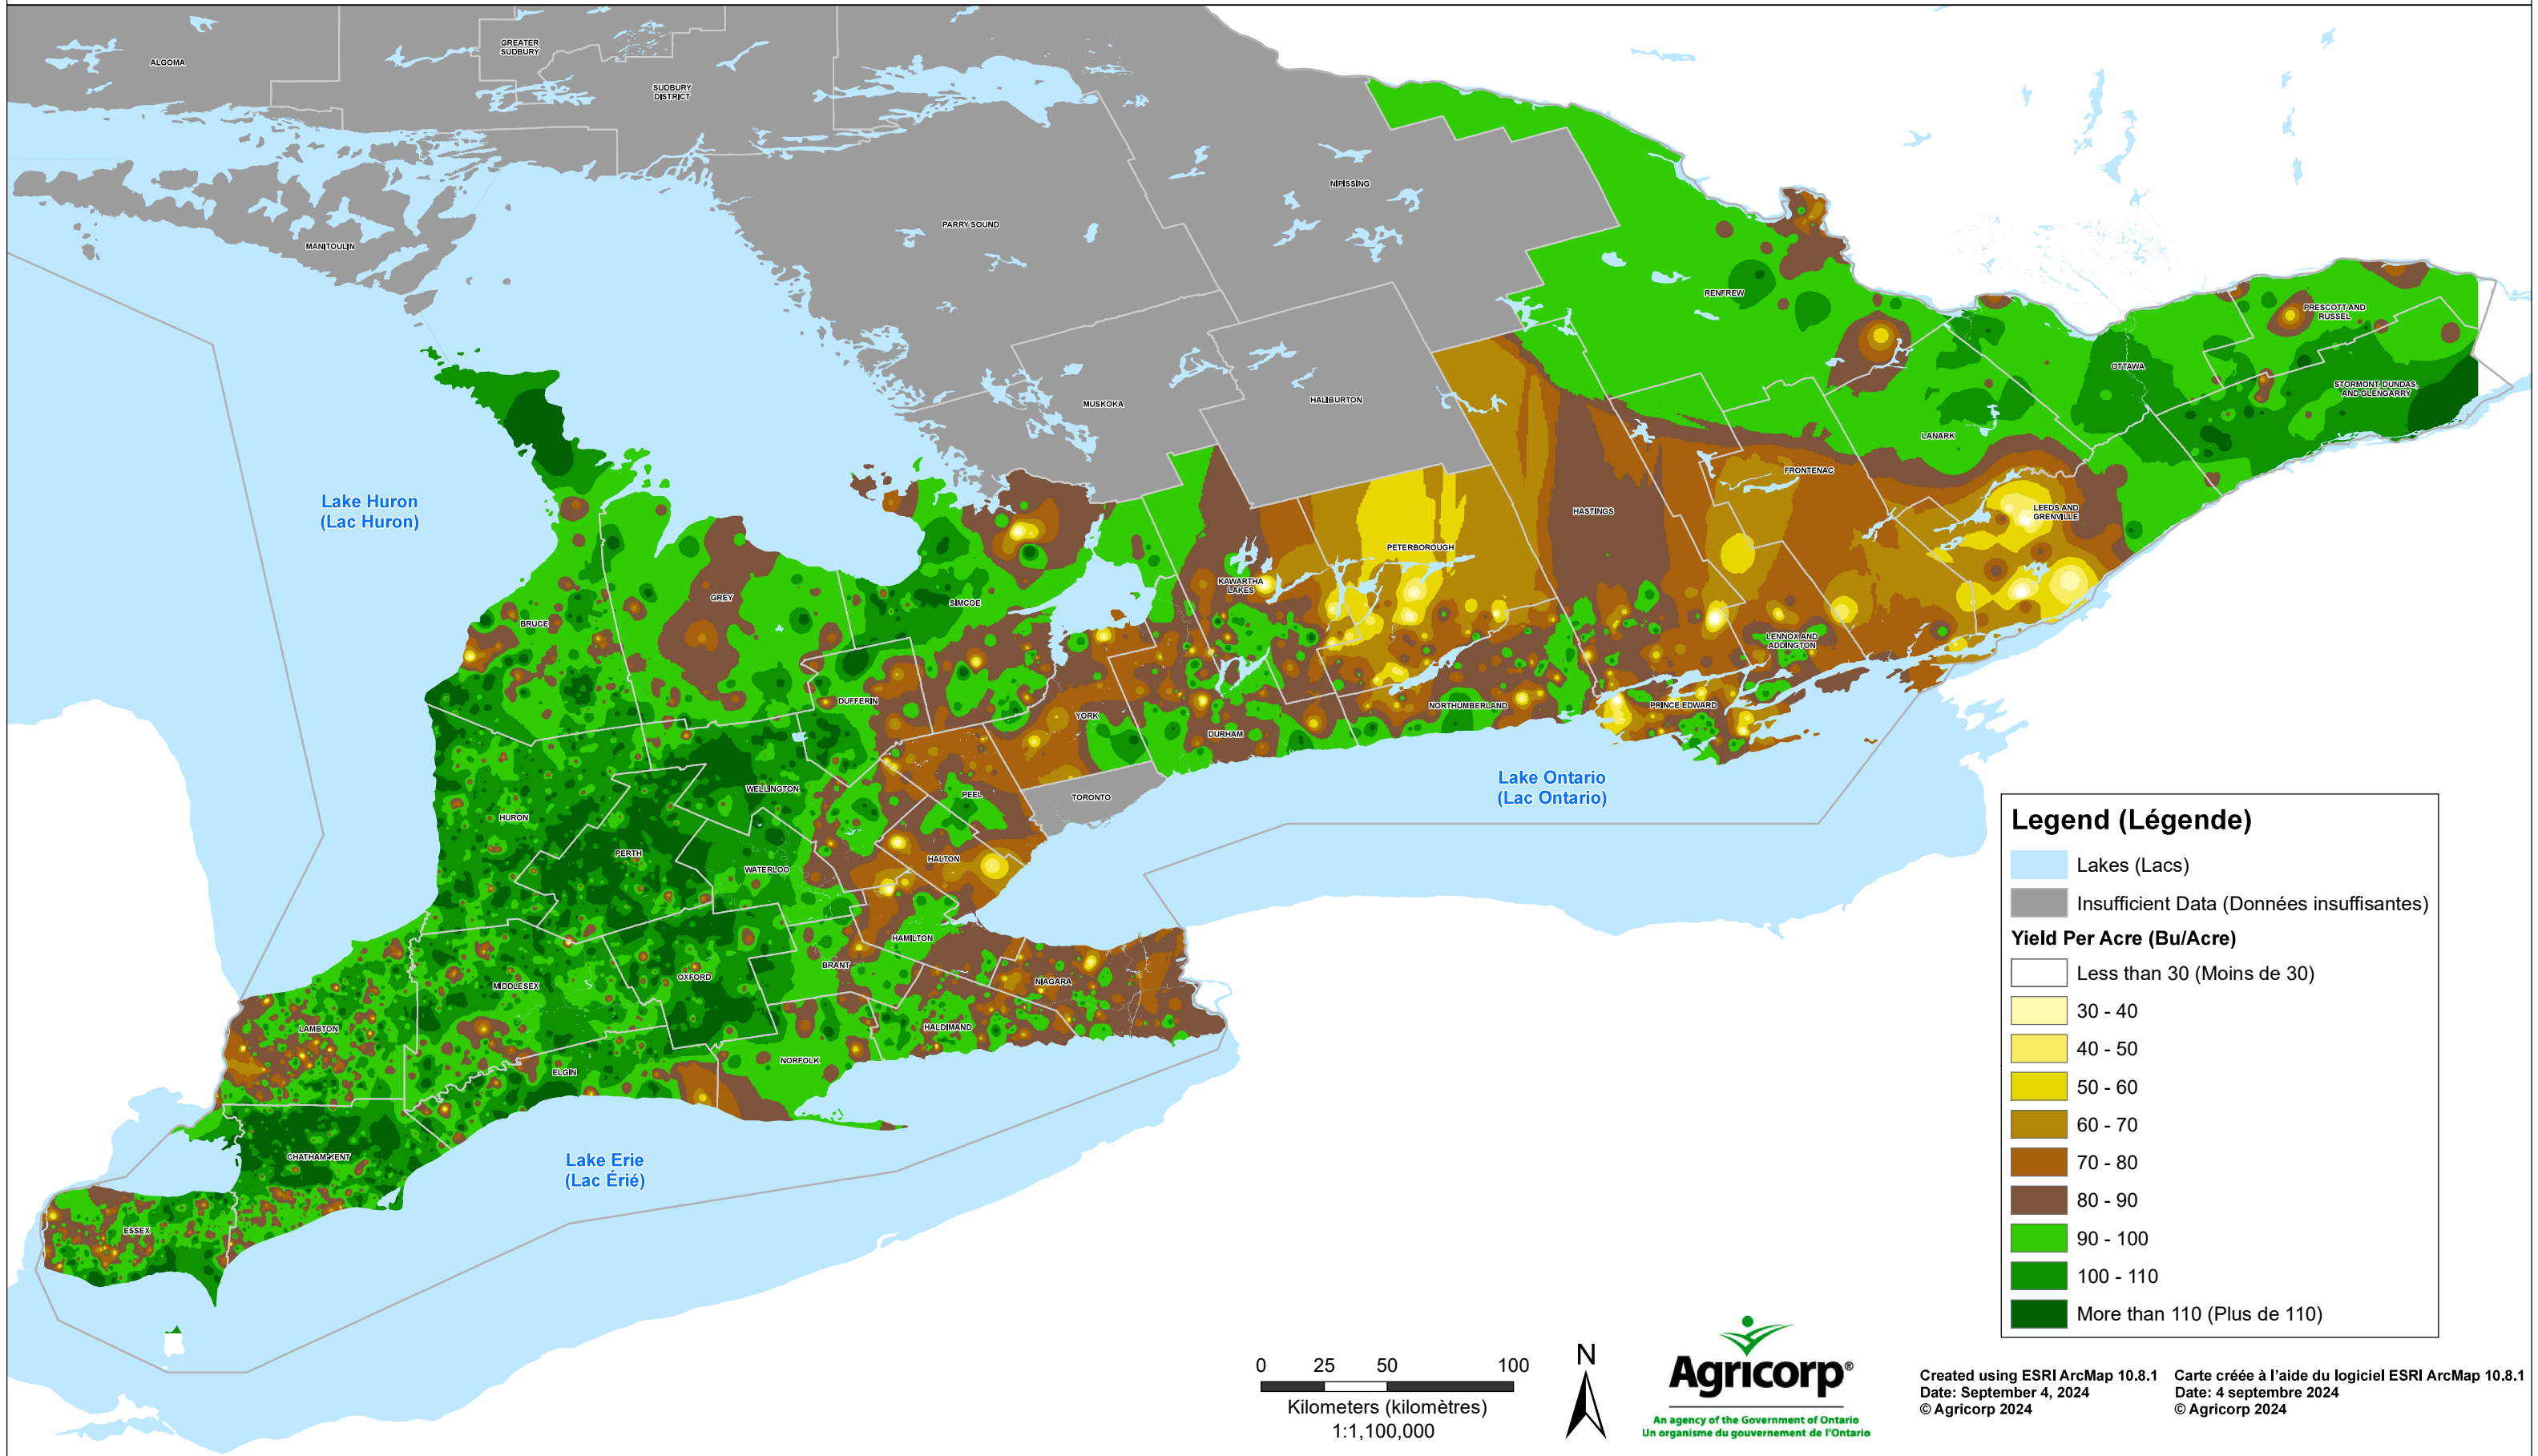 ALGOMA
GREATER
SUDBURY
SUDBURY
DISTRICT
MANITOULIN
PARRY SOUND
NIPISSING
RENFREW
PRESCOTT AND
RUSSEL
OTTAWA
STORMONT, DUNDAS,
AND GLENGARRY
MUSKOKA
HALIBURTON
LANARK
FRONTENAC
LEEDS AND
GRENVILLE
HASTINGS
PETERBOROUGH
KAWARTHA
LAKES
Lake Huron
(Lac Huron)
GREY
SIMCOE
BRUCE
LENNOX AND
ADDINGTON
DUFFERIN
YORK
NORTHUMBERLAND
PRINCE EDWARD
DURHAM
Lake Ontario
(Lac Ontario)
WELLINGTON
PEEL
TORONTO
HURON
PERTH
HALTON
WATERLOO
HAMILTON
BRANT
OXFORD
NIAGARA
MIDDLESEX
LAMBTON
HALDIMAND
NORFOLK
ELGIN
CHATHAM-KENT
Lake Erie
(Lac Érié)
ESSEX
Legend (Légende)
Lakes (Lacs)
Insufficient Data (Données insuffisantes)
Yield Per Acre (Bu/Acre)
Less than 30 (Moins de 30)
30 - 40
40 - 50
50 - 60
60 - 70
70 - 80
80 - 90
90 - 100
100 - 110
More than 110 (Plus de 110)
0 25 50 100
Kilometers (kilomètres)
1:1,100,000
N
Agricorp®
An agency of the Government of Ontario
Un organisme du gouvernement de l'Ontario
Created using ESRI ArcMap 10.8.1
Date: September 4, 2024
© Agricorp 2024
Carte créée à l'aide du logiciel ESRI ArcMap 10.8.1
Date: 4 septembre 2024
© Agricorp 2024